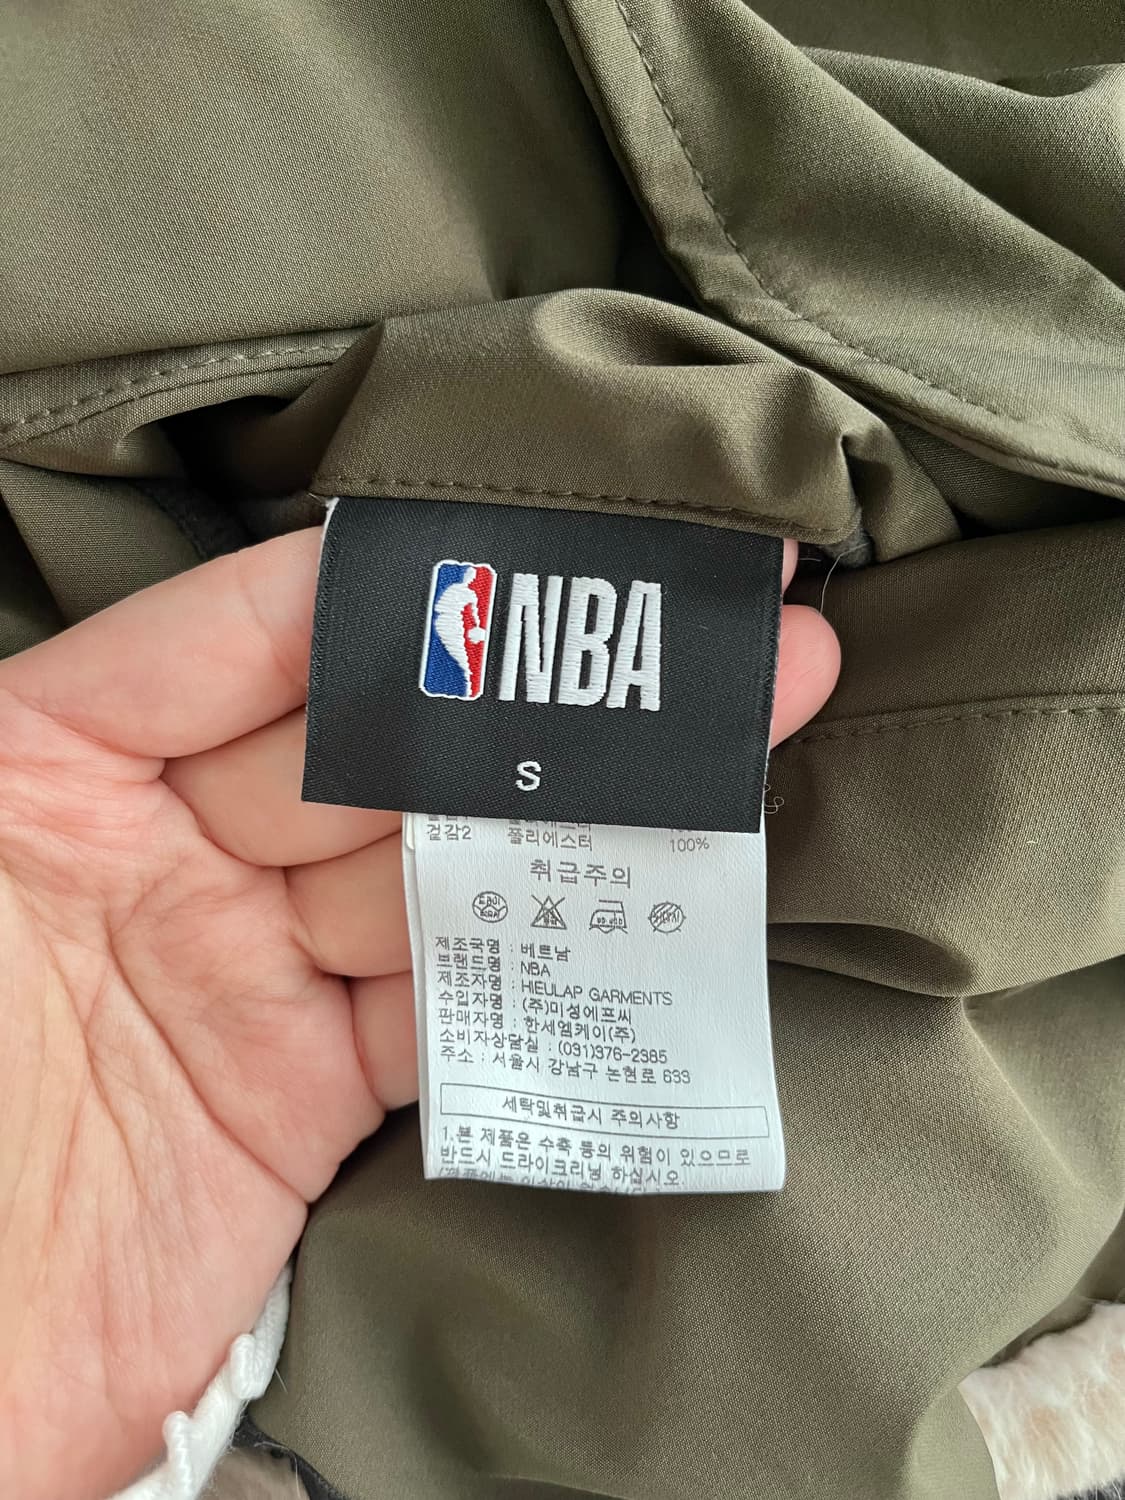 NBA
S
겉감2 폴리에스터 100%
취급주의
제조국명 : 베트남
브랜드명 : NBA
제조자명 : HIEULAP GARMENTS
수입자명 : (주)미성에프씨
판매자명 : 한세엠케이(주)
소비자상담실 : (031)376-2385
주소 : 서울시 강남구 논현로 633
세탁및취급시 주의사항
1.본 제품은 수축 등의 위험이 있으므로
반드시 드라이크리닝 하십시오